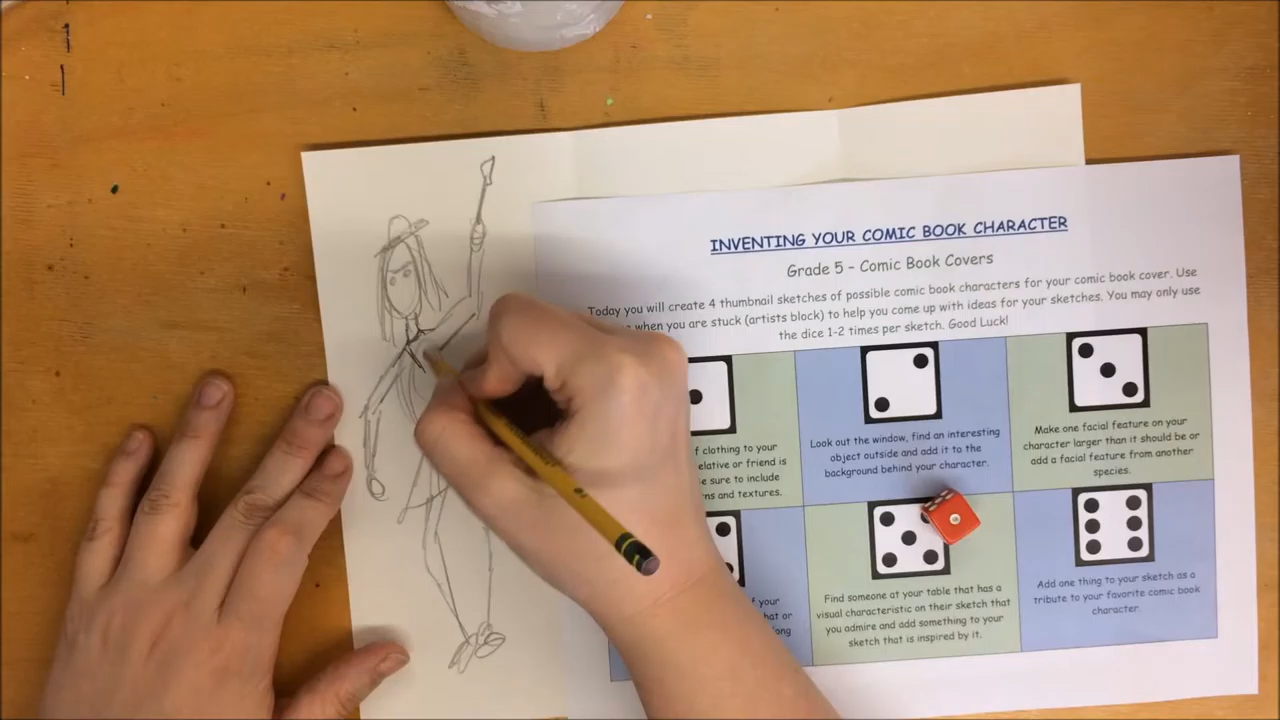 INVENTING YOUR COMIC BOOK CHARACTER
Grade 5 – Comic Book Covers
Today you will create 4 thumbnail sketches of possible comic book characters for your comic book cover. Use
when you are stuck (artists block) to help you come up with ideas for your sketches. You may only use
the dice 1-2 times per sketch. Good Luck!
clothing to your
friend is
sure to include
and textures.
Look out the window, find an interesting
object outside and add it to the
background behind your character.
Make one facial feature on your
character larger than it should be or
add a facial feature from another
species.
your
or
Find someone at your table that has a
visual characteristic on their sketch that
you admire and add something to your
sketch that is inspired by it.
Add one thing to your sketch as a
tribute to your favorite comic book
character.